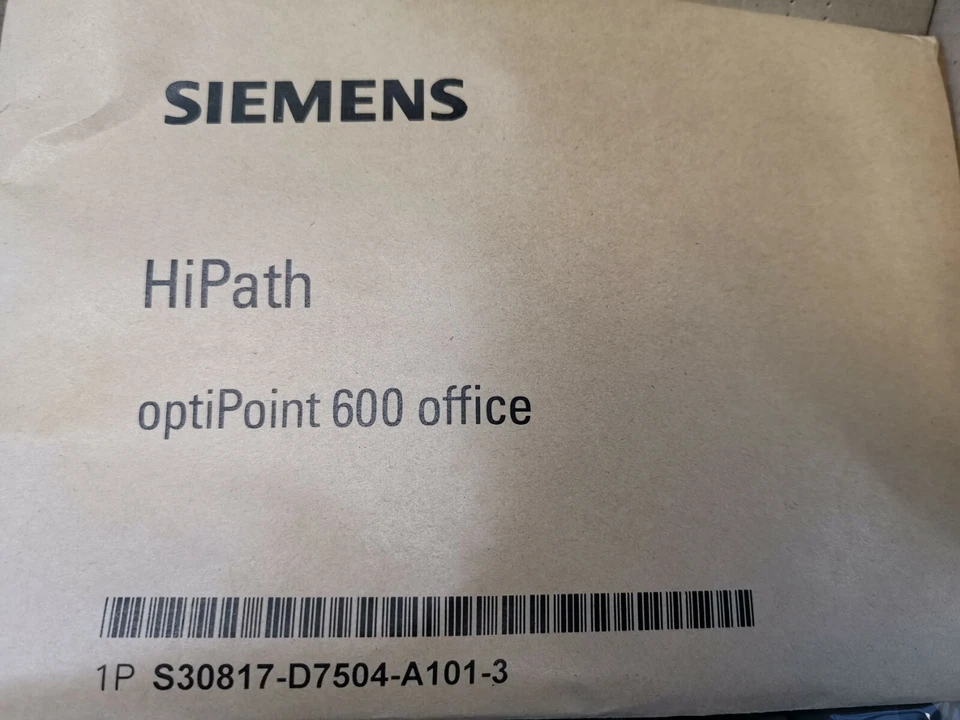 SIEMENS
HiPath
optiPoint 600 office
1P S30817-D7504-A101-3